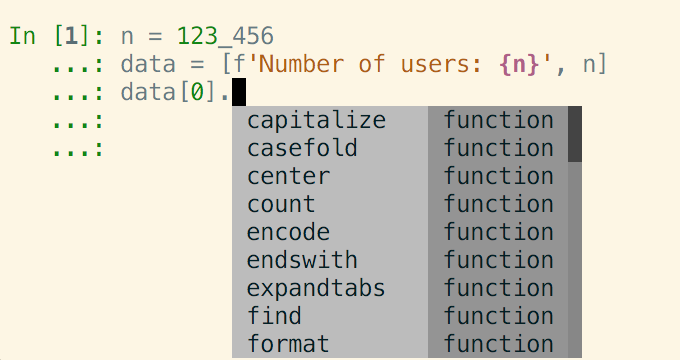 In [1]: n = 123_456
...: data = [f'Number of users: {n}', n]
...: data[0].
...:
...:
capitalize function
casefold function
center function
count function
encode function
endswith function
expandtabs function
find function
format function